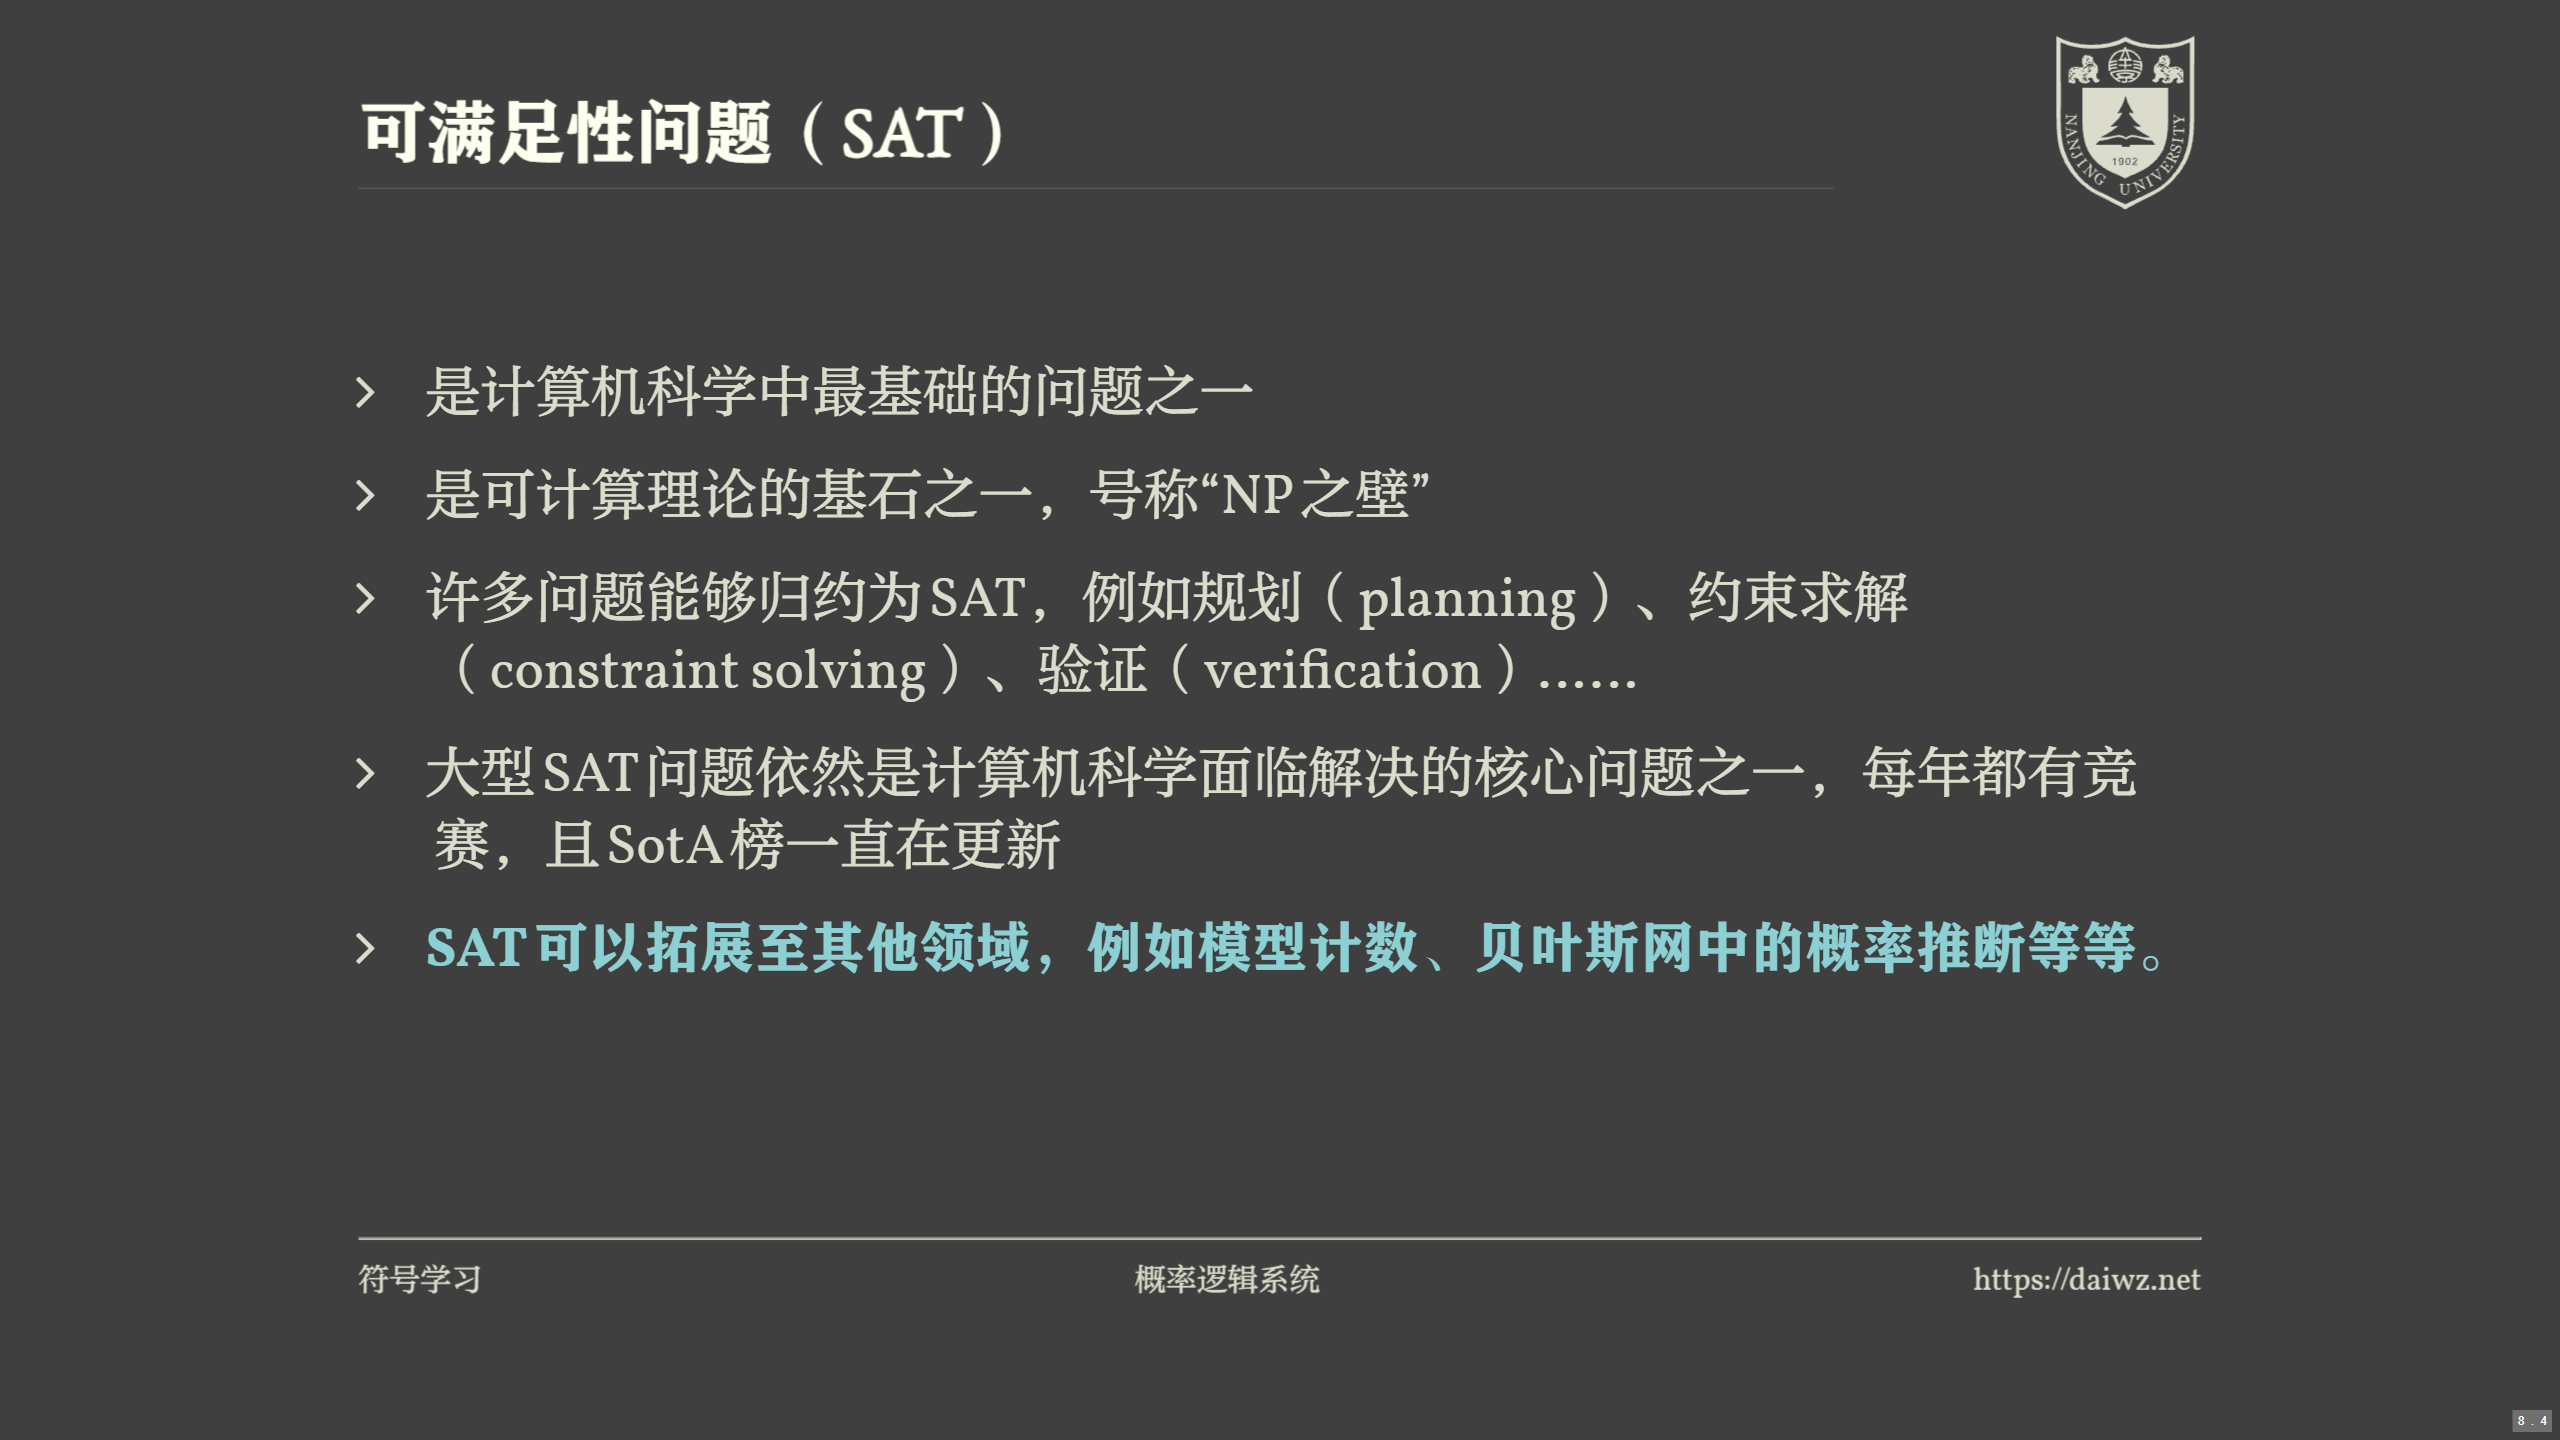 可满足性问题（SAT）
NANJING UNIVERSITY
1902
是计算机科学中最基础的问题之一
是可计算理论的基石之一，号称“NP之壁”
许多问题能够归约为SAT，例如规划（planning）、约束求解
（constraint solving）、验证（verification）……
大型SAT问题依然是计算机科学面临解决的核心问题之一，每年都有竞
赛，且SotA榜一直在更新
SAT可以拓展至其他领域，例如模型计数、贝叶斯网中的概率推断等等。
符号学习
概率逻辑系统
https://daiwz.net
8.4